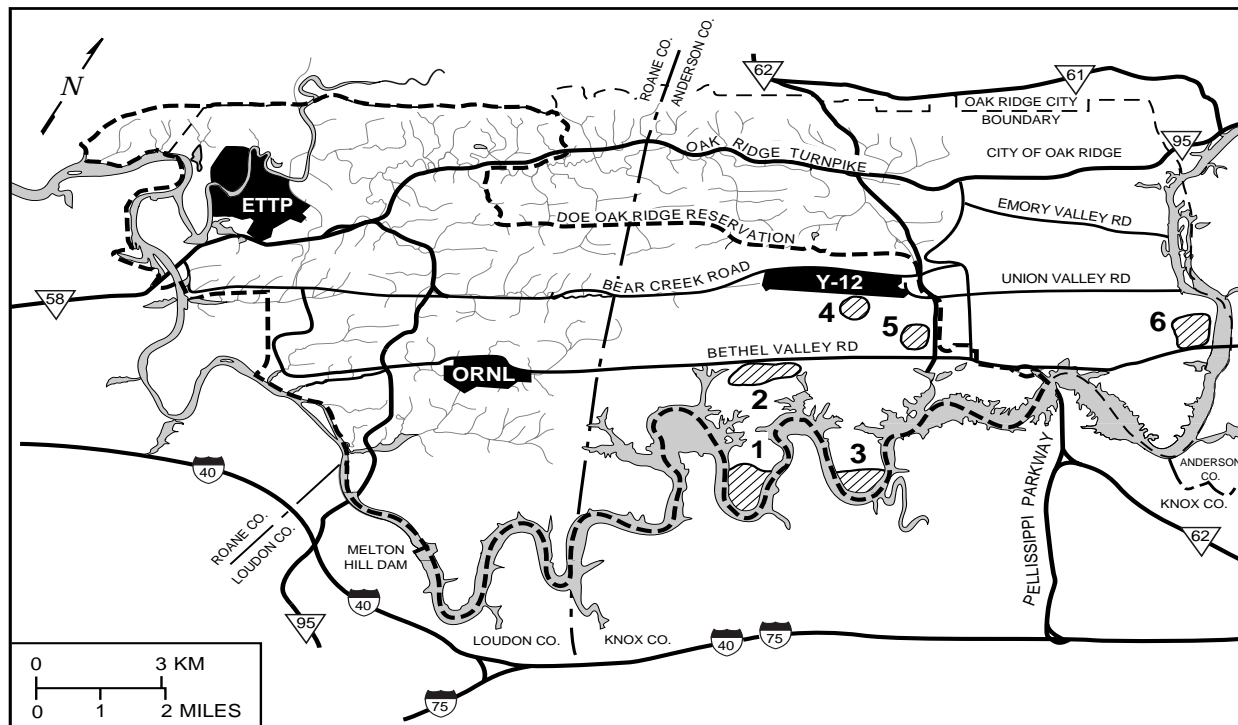 N
ROANE CO.
ANDERSON CO.
62
61
OAK RIDGE CITY
BOUNDARY
CITY OF OAK RIDGE
95
OAK RIDGE TURNPIKE
ETTP
EMORY VALLEY RD
DOE OAK RIDGE RESERVATION
BEAR CREEK ROAD
Y-12
UNION VALLEY RD
58
4
5
6
BETHEL VALLEY RD
ORNL
2
1
3
40
ANDERSON
CO.
KNOX CO.
PELLISSIPPI PARKWAY
62
ROANE CO.
LOUDON CO.
MELTON
HILL DAM
40
95
LOUDON CO.
KNOX CO.
40
75
75
0 3 KM
0 1 2 MILES